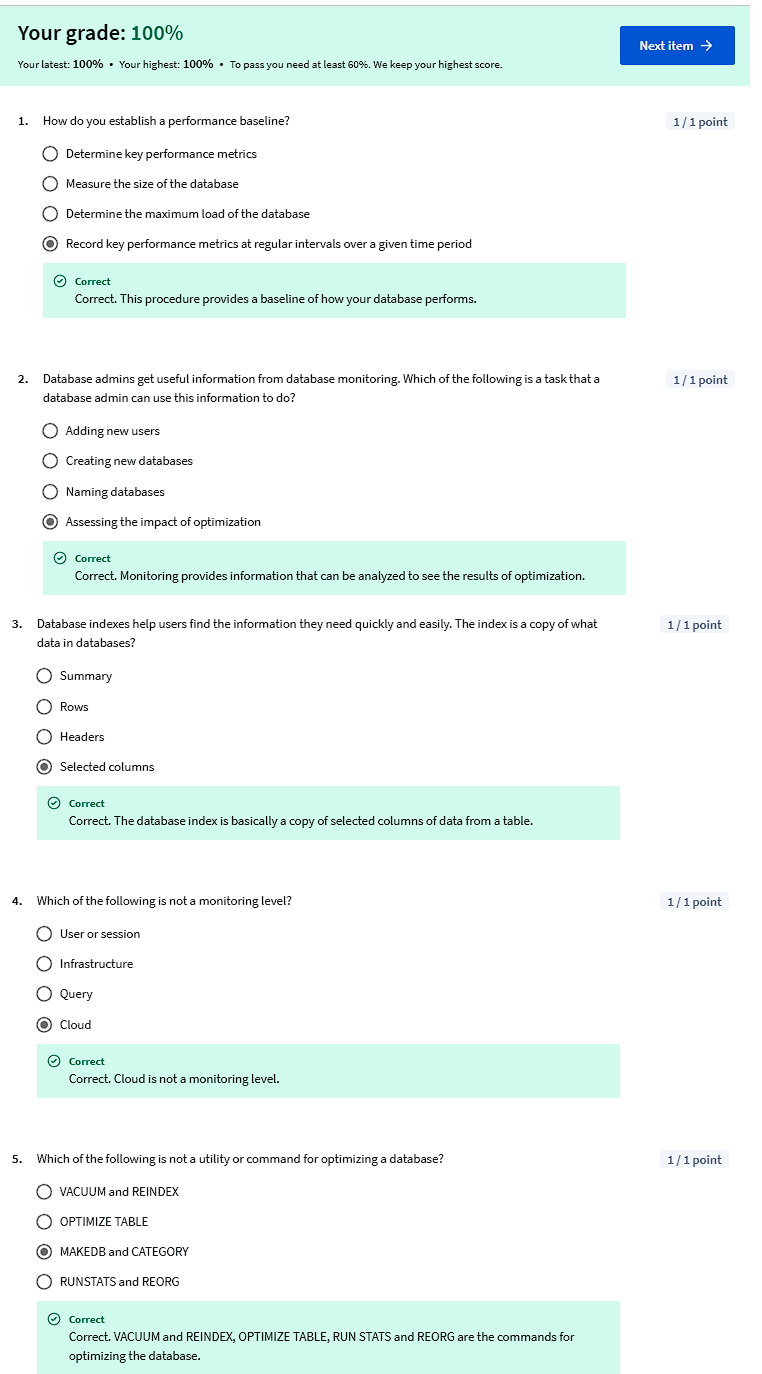 Your grade: 100%
Next item →
Your latest: 100% • Your highest: 100% • To pass you need at least 60%. We keep your highest score.
1. How do you establish a performance baseline?
1 / 1 point
Determine key performance metrics
Measure the size of the database
Determine the maximum load of the database
Record key performance metrics at regular intervals over a given time period
Correct
Correct. This procedure provides a baseline of how your database performs.
2. Database admins get useful information from database monitoring. Which of the following is a task that a
database admin can use this information to do?
1 / 1 point
Adding new users
Creating new databases
Naming databases
Assessing the impact of optimization
Correct
Correct. Monitoring provides information that can be analyzed to see the results of optimization.
3. Database indexes help users find the information they need quickly and easily. The index is a copy of what
data in databases?
1 / 1 point
Summary
Rows
Headers
Selected columns
Correct
Correct. The database index is basically a copy of selected columns of data from a table.
4. Which of the following is not a monitoring level?
1 / 1 point
User or session
Infrastructure
Query
Cloud
Correct
Correct. Cloud is not a monitoring level.
5. Which of the following is not a utility or command for optimizing a database?
1 / 1 point
VACUUM and REINDEX
OPTIMIZE TABLE
MAKEDB and CATEGORY
RUNSTATS and REORG
Correct
Correct. VACUUM and REINDEX, OPTIMIZE TABLE, RUN STATS and REORG are the commands for
optimizing the database.